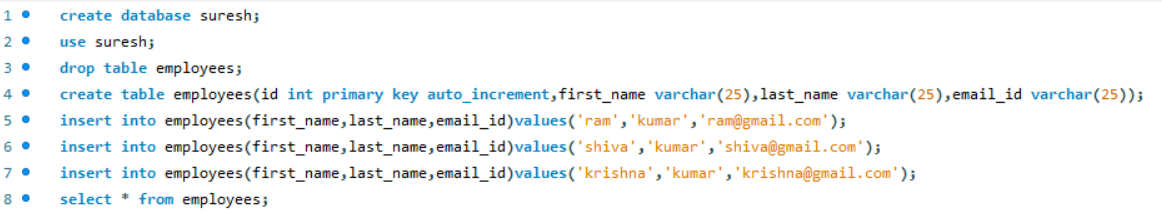 1 create database suresh;
2 use suresh;
3 drop table employees;
4 create table employees(id int primary key auto_increment,first_name varchar(25),last_name varchar(25),email_id varchar(25));
5 insert into employees(first_name,last_name,email_id)values('ram','kumar','ram@gmail.com');
6 insert into employees(first_name,last_name,email_id)values('shiva','kumar','shiva@gmail.com');
7 insert into employees(first_name,last_name,email_id)values('krishna','kumar','krishna@gmail.com');
8 select * from employees;